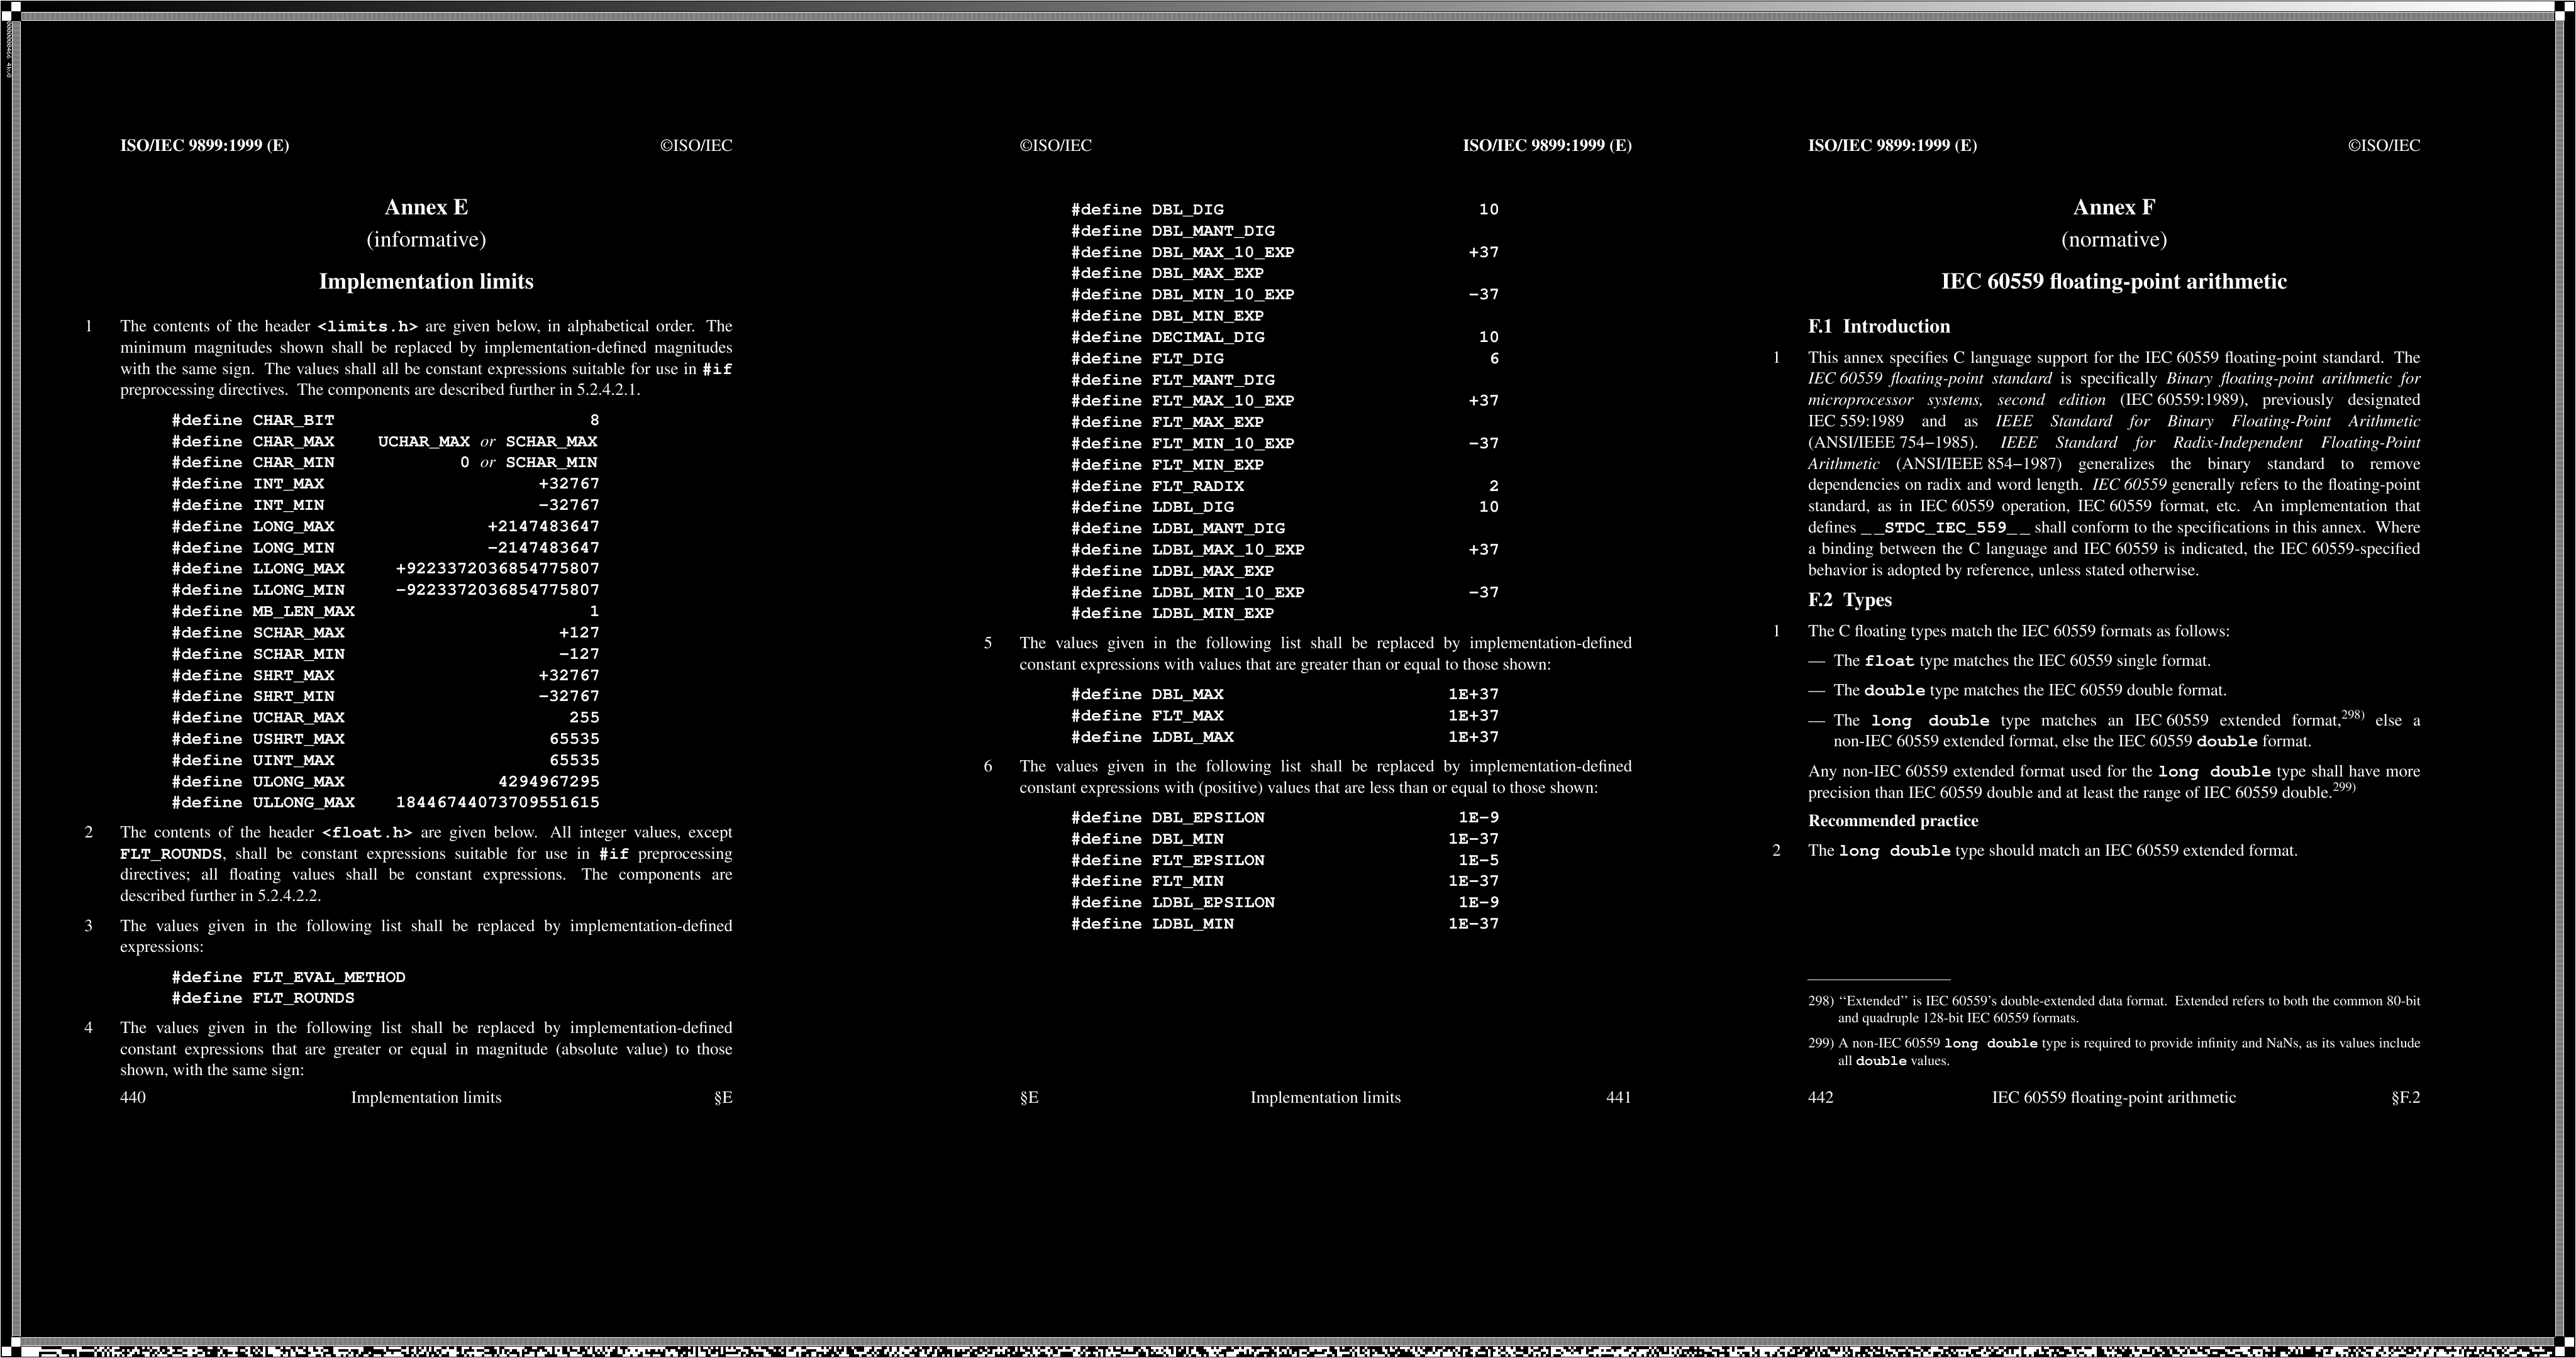 ISO/IEC 9899:1999 (E) ©ISO/IEC
Annex E
(informative)
Implementation limits
1 The contents of the header <limits.h> are given below, in alphabetical order. The
minimum magnitudes shown shall be replaced by implementation-defined magnitudes
with the same sign. The values shall all be constant expressions suitable for use in #if
preprocessing directives. The components are described further in 5.2.4.2.1.
#define CHAR_BIT 8
#define CHAR_MAX UCHAR_MAX or SCHAR_MAX
#define CHAR_MIN 0 or SCHAR_MIN
#define INT_MAX +32767
#define INT_MIN −32767
#define LONG_MAX +2147483647
#define LONG_MIN −2147483647
#define LLONG_MAX +9223372036854775807
#define LLONG_MIN −9223372036854775807
#define MB_LEN_MAX 1
#define SCHAR_MAX +127
#define SCHAR_MIN −127
#define SHRT_MAX +32767
#define SHRT_MIN −32767
#define UCHAR_MAX 255
#define USHRT_MAX 65535
#define UINT_MAX 65535
#define ULONG_MAX 4294967295
#define ULLONG_MAX 18446744073709551615
2 The contents of the header <float.h> are given below. All integer values, except
FLT_ROUNDS, shall be constant expressions suitable for use in #if preprocessing
directives; all floating values shall be constant expressions. The components are
described further in 5.2.4.2.2.
3 The values given in the following list shall be replaced by implementation-defined
expressions:
#define FLT_EVAL_METHOD
#define FLT_ROUNDS
4 The values given in the following list shall be replaced by implementation-defined
constant expressions that are greater or equal in magnitude (absolute value) to those
shown, with the same sign:
440 Implementation limits §E
©ISO/IEC ISO/IEC 9899:1999 (E)
#define DBL_DIG 10
#define DBL_MANT_DIG
#define DBL_MAX_10_EXP +37
#define DBL_MAX_EXP
#define DBL_MIN_10_EXP −37
#define DBL_MIN_EXP
#define DECIMAL_DIG 10
#define FLT_DIG 6
#define FLT_MANT_DIG
#define FLT_MAX_10_EXP +37
#define FLT_MAX_EXP
#define FLT_MIN_10_EXP −37
#define FLT_MIN_EXP
#define FLT_RADIX 2
#define LDBL_DIG 10
#define LDBL_MANT_DIG
#define LDBL_MAX_10_EXP +37
#define LDBL_MAX_EXP
#define LDBL_MIN_10_EXP −37
#define LDBL_MIN_EXP
5 The values given in the following list shall be replaced by implementation-defined
constant expressions with values that are greater than or equal to those shown:
#define DBL_MAX 1E+37
#define FLT_MAX 1E+37
#define LDBL_MAX 1E+37
6 The values given in the following list shall be replaced by implementation-defined
constant expressions with (positive) values that are less than or equal to those shown:
#define DBL_EPSILON 1E−9
#define DBL_MIN 1E−37
#define FLT_EPSILON 1E−5
#define FLT_MIN 1E−37
#define LDBL_EPSILON 1E−9
#define LDBL_MIN 1E−37
§E Implementation limits 441
ISO/IEC 9899:1999 (E) ©ISO/IEC
Annex F
(normative)
IEC 60559 floating-point arithmetic
F.1 Introduction
1 This annex specifies C language support for the IEC 60559 floating-point standard. The
IEC 60559 floating-point standard is specifically Binary floating-point arithmetic for
microprocessor systems, second edition (IEC 60559:1989), previously designated
IEC 559:1989 and as IEEE Standard for Binary Floating-Point Arithmetic
(ANSI/IEEE 754−1985). IEEE Standard for Radix-Independent Floating-Point
Arithmetic (ANSI/IEEE 854−1987) generalizes the binary standard to remove
dependencies on radix and word length. IEC 60559 generally refers to the floating-point
standard, as in IEC 60559 operation, IEC 60559 format, etc. An implementation that
defines __STDC_IEC_559__ shall conform to the specifications in this annex. Where
a binding between the C language and IEC 60559 is indicated, the IEC 60559-specified
behavior is adopted by reference, unless stated otherwise.
F.2 Types
1 The C floating types match the IEC 60559 formats as follows:
— The float type matches the IEC 60559 single format.
— The double type matches the IEC 60559 double format.
— The long double type matches an IEC 60559 extended format,298) else a
non-IEC 60559 extended format, else the IEC 60559 double format.
Any non-IEC 60559 extended format used for the long double type shall have more
precision than IEC 60559 double and at least the range of IEC 60559 double.299)
Recommended practice
2 The long double type should match an IEC 60559 extended format.
298) ‘‘Extended’’ is IEC 60559’s double-extended data format. Extended refers to both the common 80-bit
and quadruple 128-bit IEC 60559 formats.
299) A non-IEC 60559 long double type is required to provide infinity and NaNs, as its values include
all double values.
442 IEC 60559 floating-point arithmetic §F.2